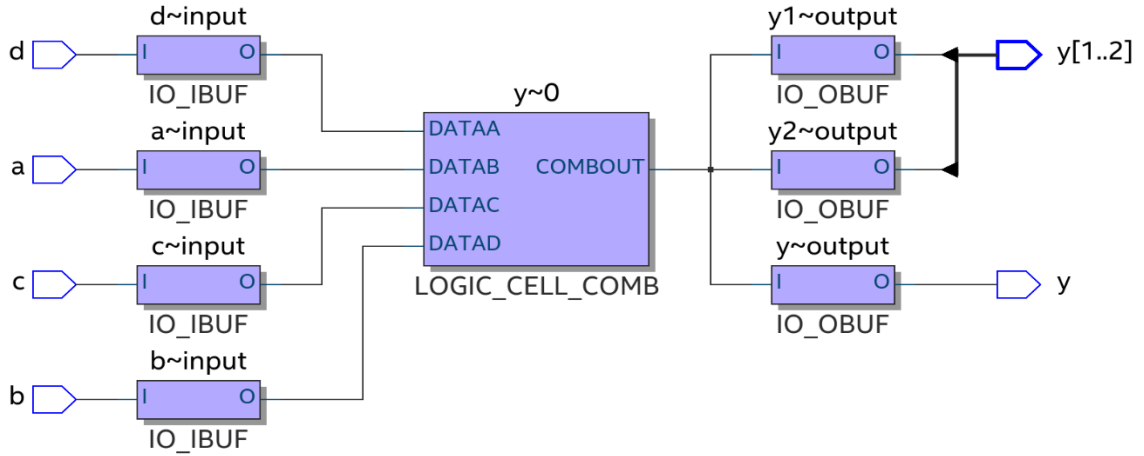 d~input
d
I O
IO_IBUF
a~input
a
I O
IO_IBUF
c~input
c
I O
IO_IBUF
b~input
b
I O
IO_IBUF
y~0
DATAA
DATAB COMBOUT
DATAC
DATAD
LOGIC_CELL_COMB
y1~output
I O
IO_OBUF
y[1..2]
y2~output
I O
IO_OBUF
y~output
I O
IO_OBUF
y